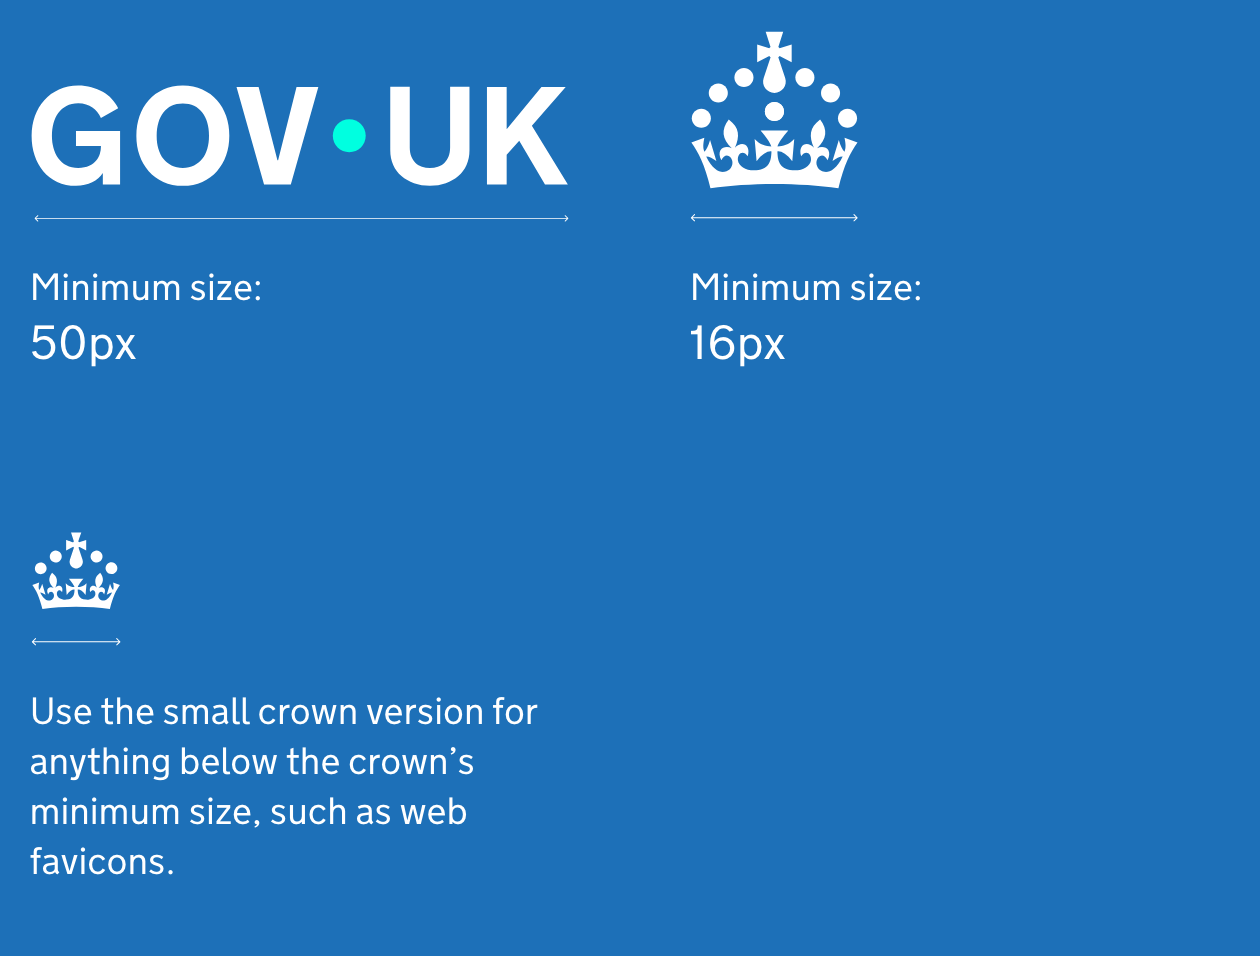 GOV•UK
Minimum size:
50px
Minimum size:
16px
Use the small crown version for
anything below the crown’s
minimum size, such as web
favicons.